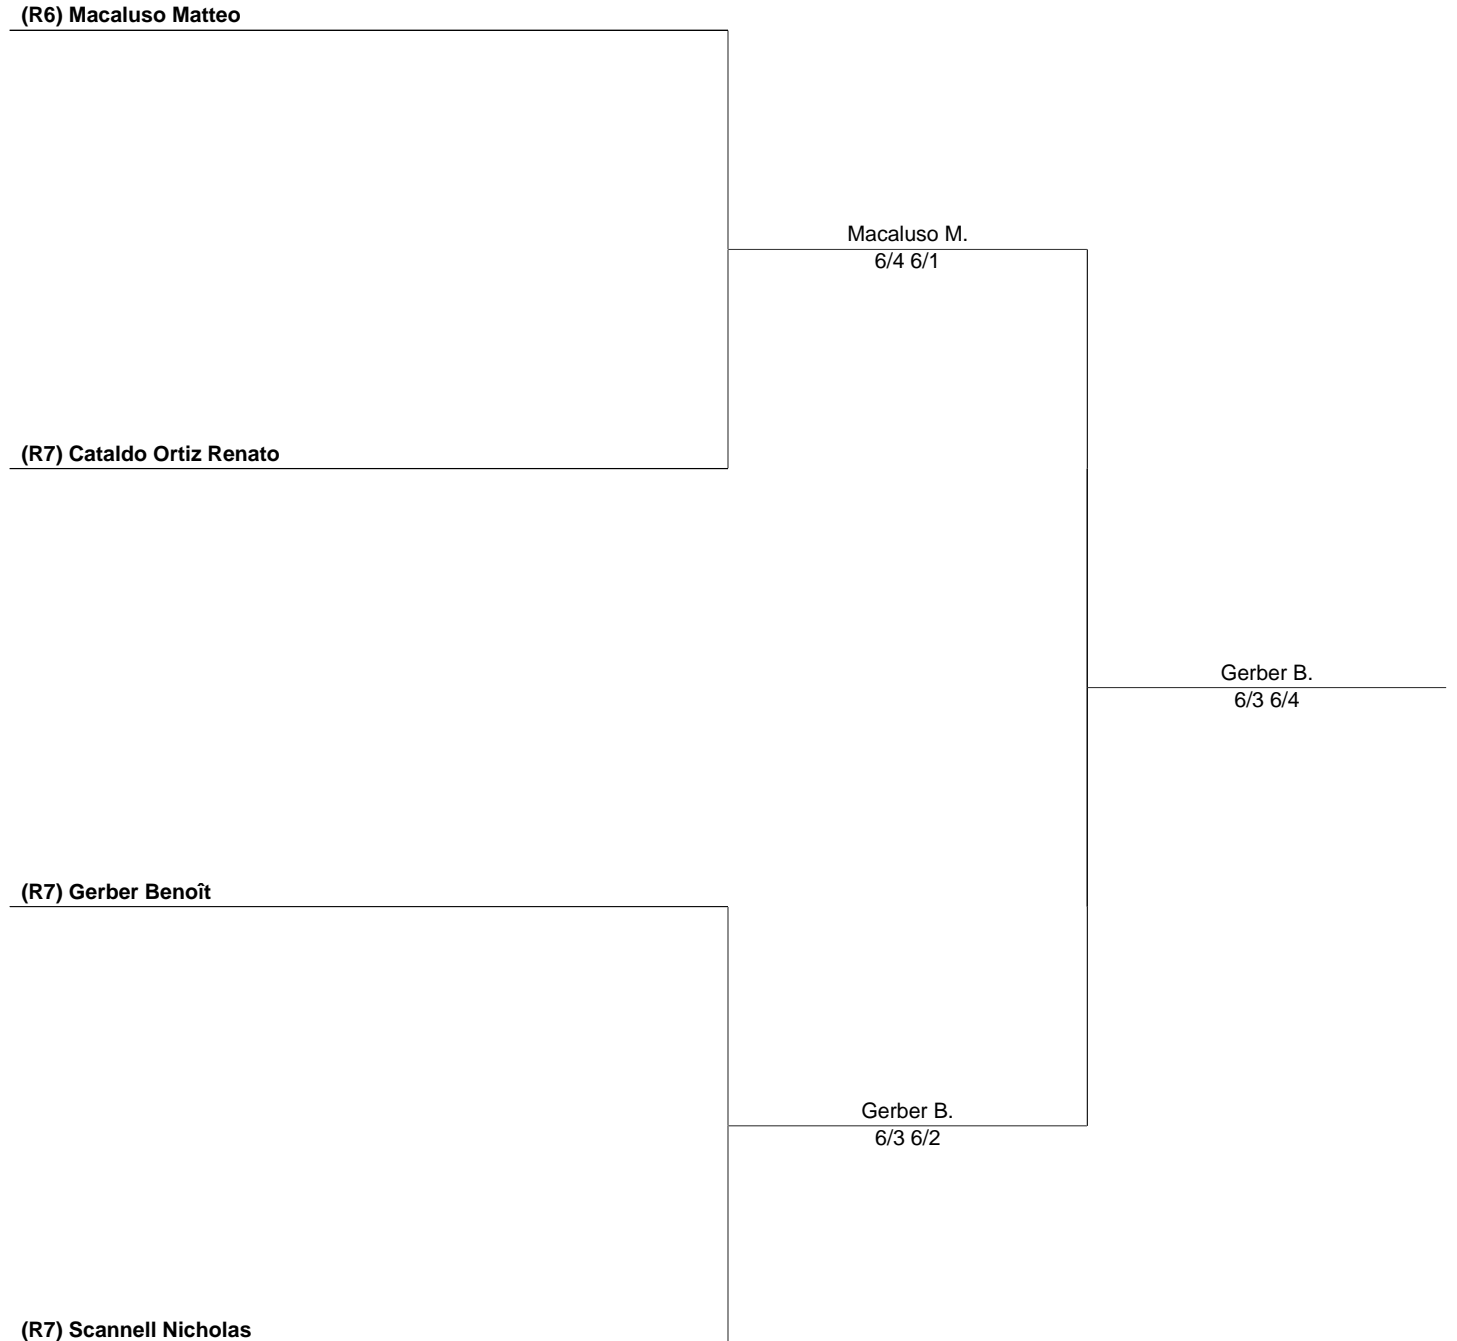 (R6) Macaluso Matteo
Macaluso M.
6/4 6/1
(R7) Cataldo Ortiz Renato
Gerber B.
6/3 6/4
(R7) Gerber Benoît
Gerber B.
6/3 6/2
(R7) Scannell Nicholas